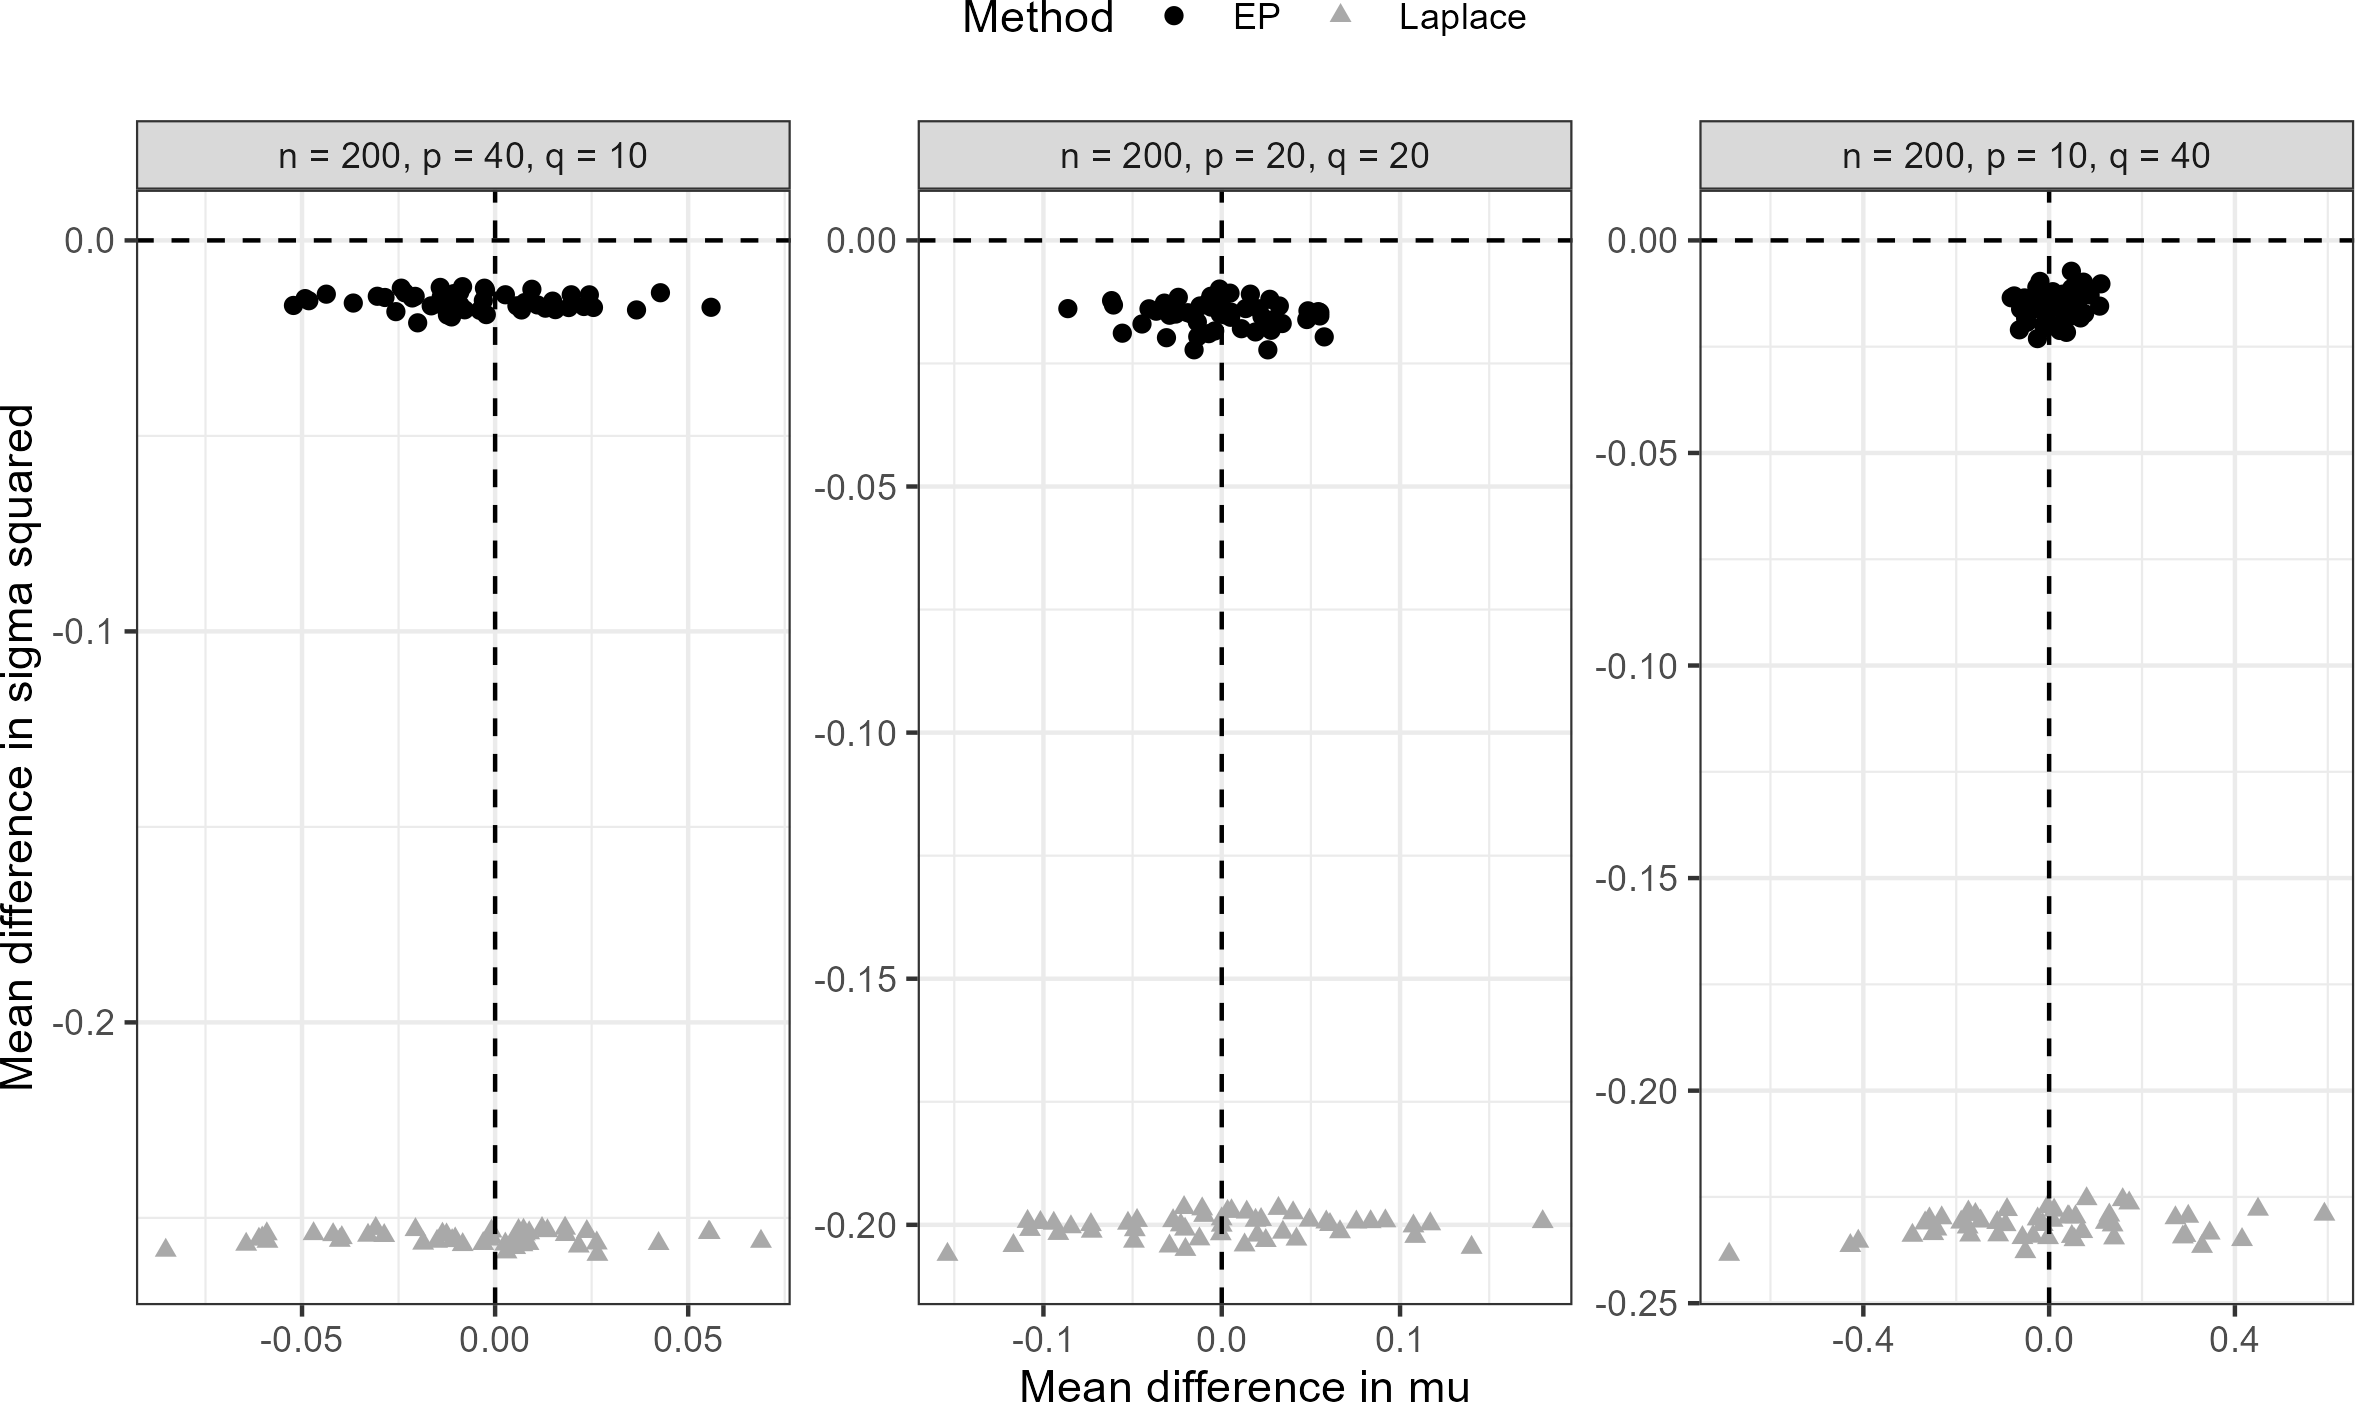 Method EP Laplace
n = 200, p = 40, q = 10
n = 200, p = 20, q = 20
n = 200, p = 10, q = 40
Mean difference in sigma squared
0.0
-0.1
-0.2
0.00
-0.05
-0.10
-0.15
-0.20
0.00
-0.05
-0.10
-0.15
-0.20
-0.25
-0.05 0.00 0.05
-0.1 0.0 0.1
-0.4 0.0 0.4
Mean difference in mu